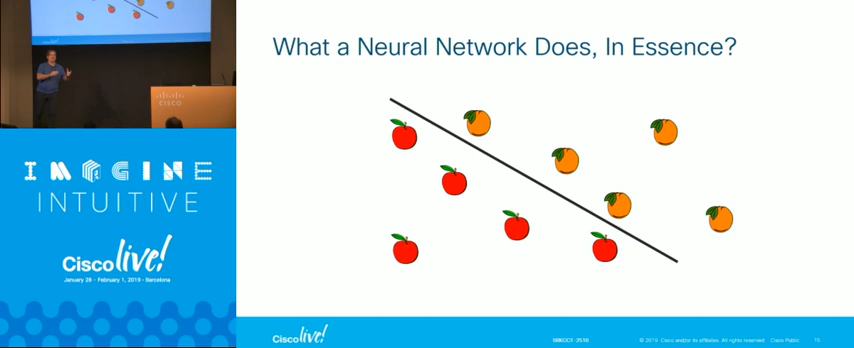 What a Neural Network Does, In Essence?
CISCO
IMAGINE
INTUITIVE
Cisco live!
January 28 - February 1, 2019 · Barcelona
Cisco live!
© 2019 Cisco and/or its affiliates. All rights reserved. Cisco Public